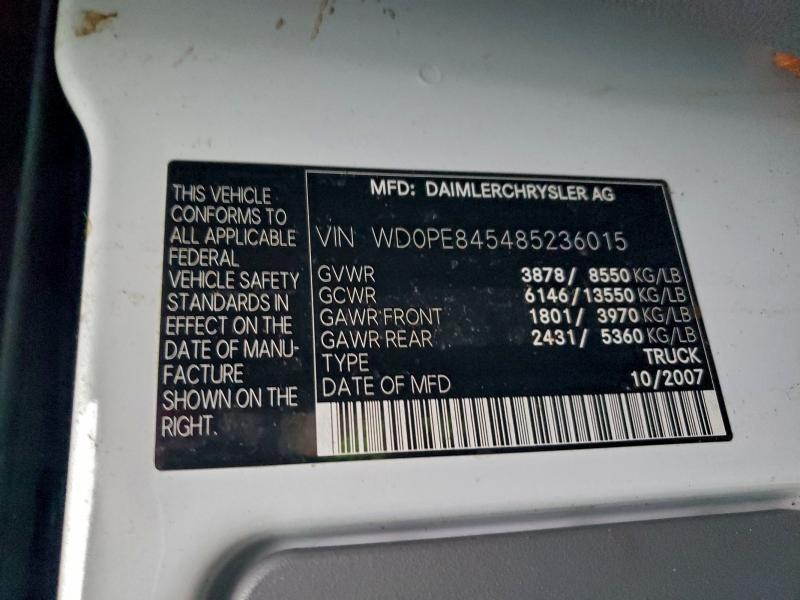 THIS VEHICLE
CONFORMS TO
ALL APPLICABLE
FEDERAL
VEHICLE SAFETY
STANDARDS IN
EFFECT ON THE
DATE OF MANU-
FACTURE
SHOWN ON THE
RIGHT.
MFD: DAIMLERCHRYSLER AG
VIN WD0PE845485236015
GVWR 3878/ 8550 KG/LB
GCWR 6146/13550 KG/LB
GAWR FRONT 1801/ 3970 KG/LB
GAWR REAR 2431/ 5360 KG/LB
TYPE TRUCK
DATE OF MFD 10/2007